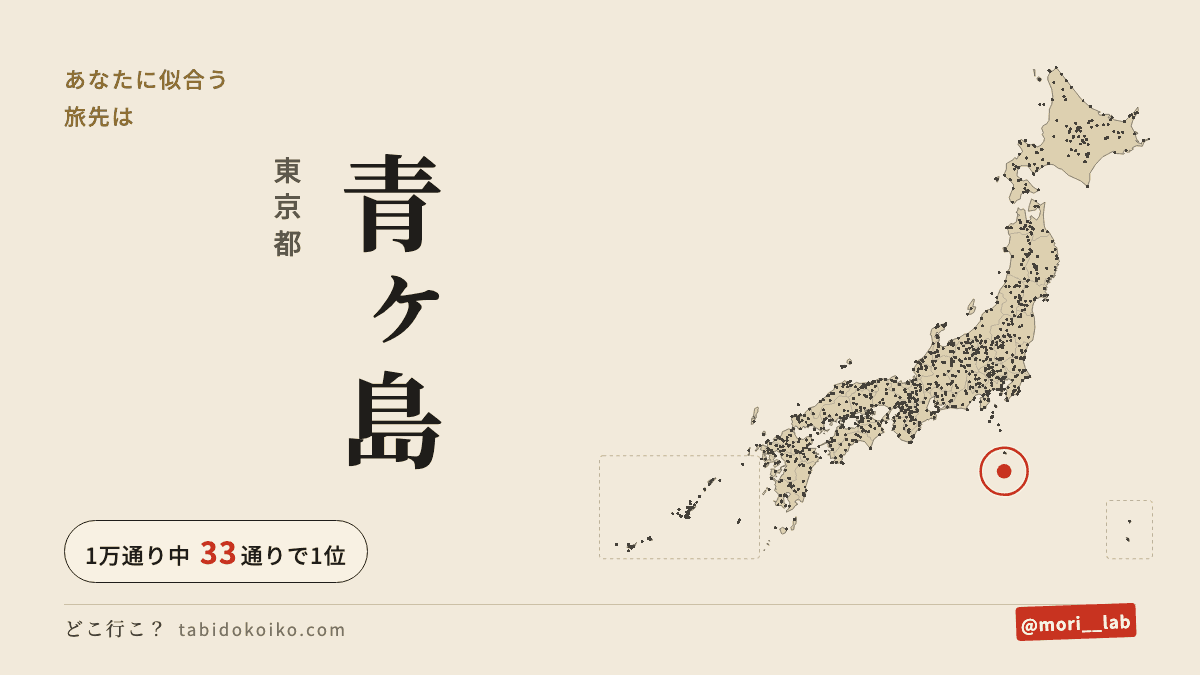 あなたに似合う
旅先は
青ヶ島
東京都
1万通り中 33通りで1位
どこ行こ? tabidokoiko.com
@mori__lab